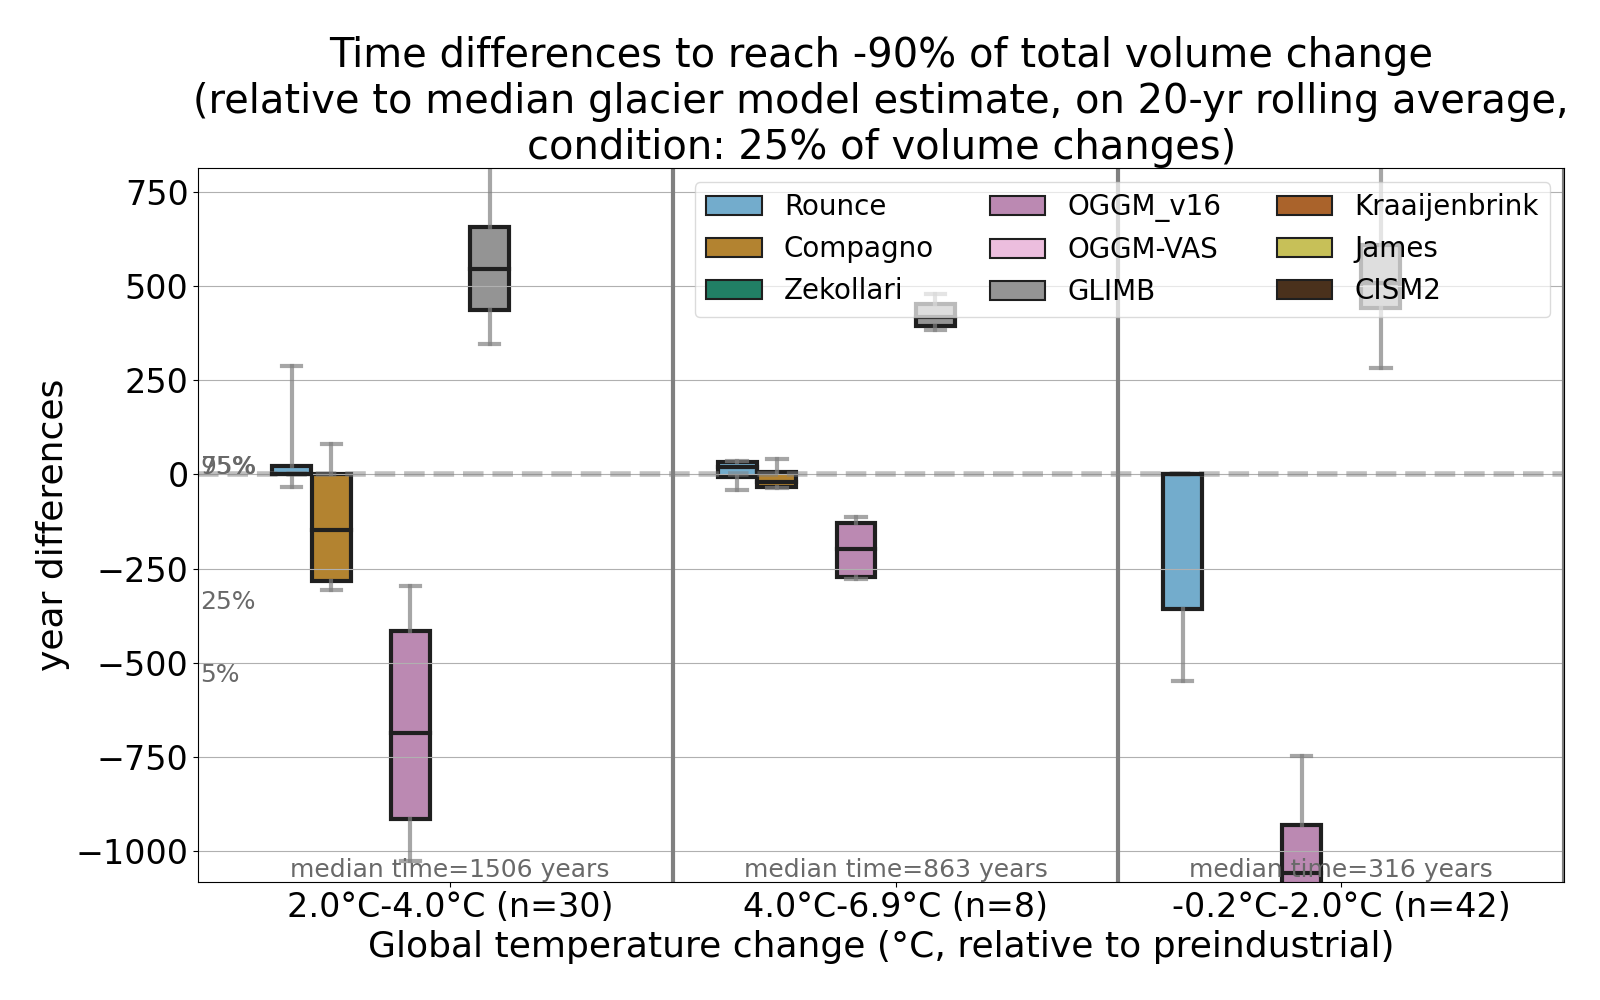 Time differences to reach -90% of total volume change
(relative to median glacier model estimate, on 20-yr rolling average,
condition: 25% of volume changes)
year differences
750
500
250
0
−250
−500
−750
−1000
95%
25%
5%
Rounce
Compagno
Zekollari
OGGM_v16
OGGM-VAS
GLIMB
Kraaijenbrink
James
CISM2
median time=1506 years
median time=863 years
median time=316 years
2.0°C-4.0°C (n=30)
4.0°C-6.9°C (n=8)
-0.2°C-2.0°C (n=42)
Global temperature change (°C, relative to preindustrial)